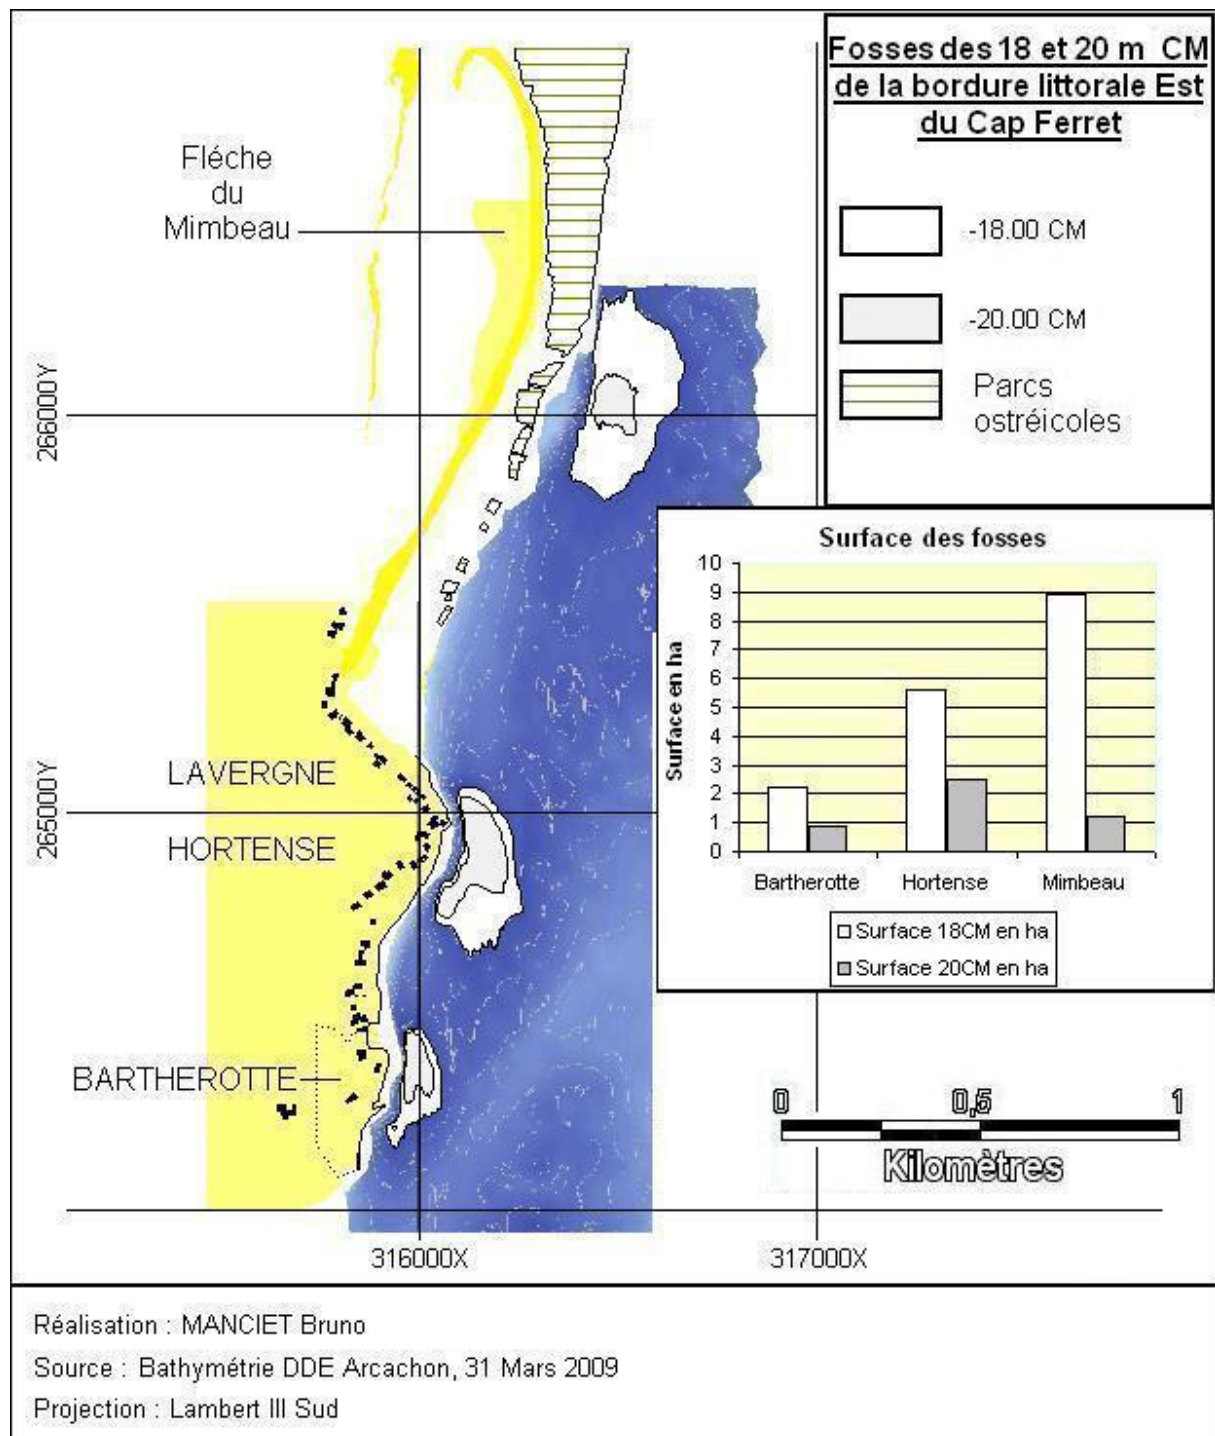 Fosses des 18 et 20 m CM
de la bordure littorale Est
du Cap Ferret
-18.00 CM
-20.00 CM
Parcs
ostréicoles
Fléche
du
Mimbeau
266000Y
265000Y
LAVERGNE
HORTENSE
BARTHEROTTE
316000X
317000X
Surface des fosses
Surface en ha
10
9
8
7
6
5
4
3
2
1
0
Bartherotte Hortense Mimbeau
Surface 18CM en ha
Surface 20CM en ha
0 0,5 1
Kilomètres
Réalisation : MANCIET Bruno
Source : Bathymétrie DDE Arcachon, 31 Mars 2009
Projection : Lambert III Sud